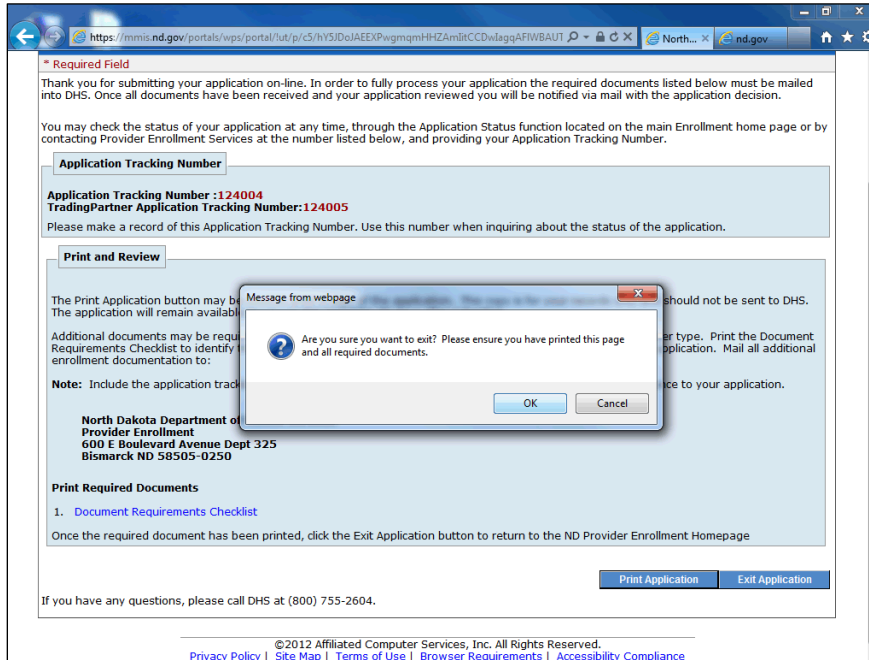 https://mmis.nd.gov/portals/wps/portal/!ut/p/c5/hY5JDoJAEEXPwgmqmHHZAmIitCCDwIagqAFIWBAUT
North...
nd.gov
* Required Field
Thank you for submitting your application on-line. In order to fully process your application the required documents listed below must be mailed
into DHS. Once all documents have been received and your application reviewed you will be notified via mail with the application decision.
You may check the status of your application at any time, through the Application Status function located on the main Enrollment home page or by
contacting Provider Enrollment Services at the number listed below, and providing your Application Tracking Number.
Application Tracking Number
Application Tracking Number :124004
TradingPartner Application Tracking Number:124005
Please make a record of this Application Tracking Number. Use this number when inquiring about the status of the application.
Print and Review
The Print Application button may be should not be sent to DHS.
The application will remain availabl
Message from webpage
Are you sure you want to exit? Please ensure you have printed this page
and all required documents.
OK Cancel
Additional documents may be requi er type. Print the Document
Requirements Checklist to identify pplication. Mail all additional
enrollment documentation to:
Note: Include the application track ce to your application.
North Dakota Department of
Provider Enrollment
600 E Boulevard Avenue Dept 325
Bismarck ND 58505-0250
Print Required Documents
1. Document Requirements Checklist
Once the required document has been printed, click the Exit Application button to return to the ND Provider Enrollment Homepage
Print Application Exit Application
If you have any questions, please call DHS at (800) 755-2604.
©2012 Affiliated Computer Services, Inc. All Rights Reserved.
Privacy Policy | Site Map | Terms of Use | Browser Requirements | Accessibility Compliance